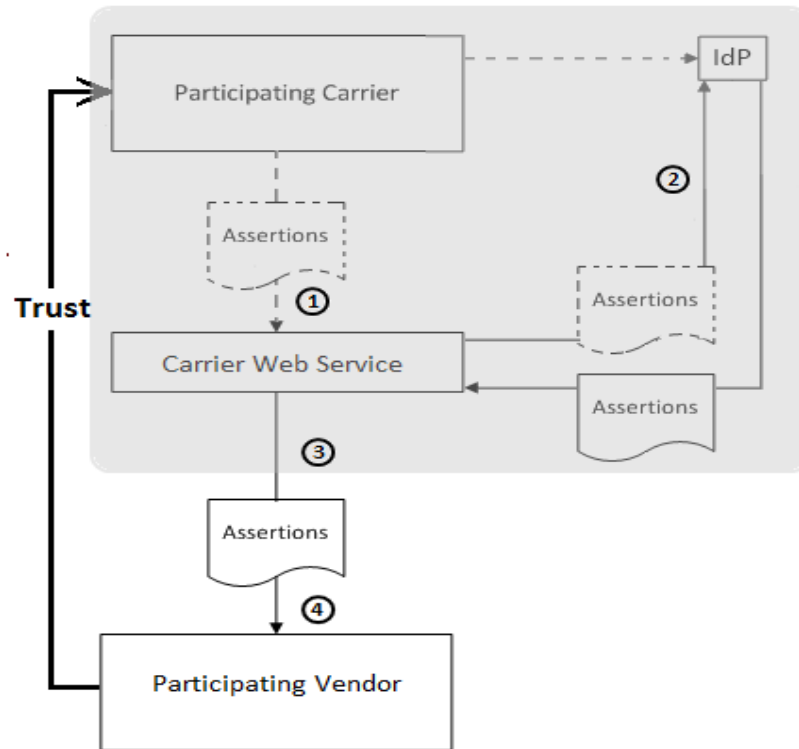 IdP
Participating Carrier
2
Assertions
Assertions
1
Trust
Carrier Web Service
Assertions
3
Assertions
4
Participating Vendor